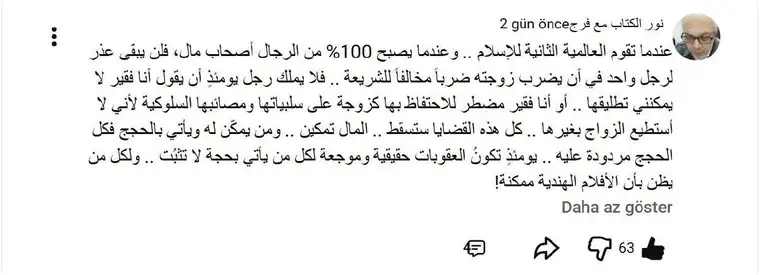 نور الكتاب مع فرج 2 gün önce
عندما تقوم العالمية الثانية للإسلام .. وعندما يصبح 100% من الرجال أصحاب مال، فلن يبقى عذر
لرجل واحد في أن يضرب زوجته ضرباً مخالفاً للشريعة .. فلا يملك رجل يومئذٍ أن يقول أنا فقير لا
يمكنني تطليقها .. أو أنا فقير مضطر للاحتفاظ بها كزوجة على سلبياتها ومصائبها السلوكية لأني لا
أستطيع الزواج بغيرها .. كل هذه القضايا ستسقط .. المال تمكين .. ومن يمكّن له ويأتي بالحجج فكل
الحجج مردودة عليه .. يومئذٍ تكونُ العقوبات حقيقية وموجعة لكل من يأتي بحجة لا تثبُت .. ولكل من
يظن بأن الأفلام الهندية ممكنة!
Daha az göster
63
4